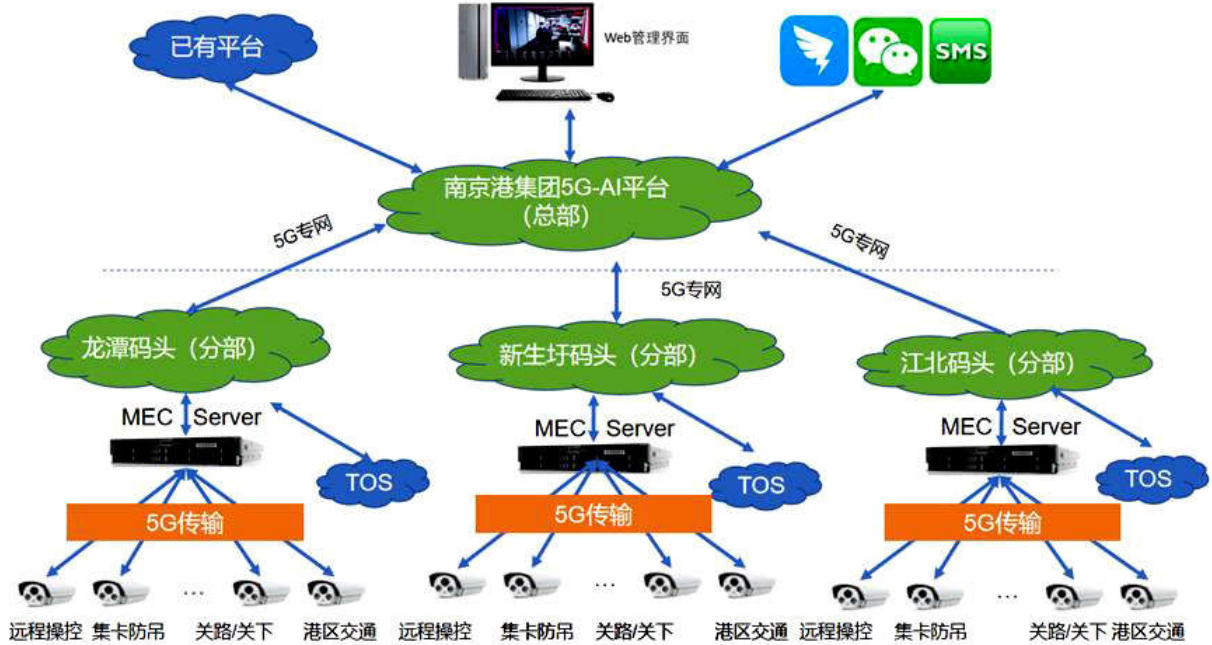 已有平台
Web管理界面
SMS
南京港集团5G-AI平台
（总部）
5G专网
5G专网
5G专网
龙潭码头（分部）
新生圩码头（分部）
江北码头（分部）
MEC Server
MEC Server
MEC Server
TOS
TOS
TOS
5G传输
5G传输
5G传输
...
...
...
远程操控 集卡防吊 关路/关下 港区交通
远程操控 集卡防吊 关路/关下 港区交通
远程操控 集卡防吊 关路/关下 港区交通